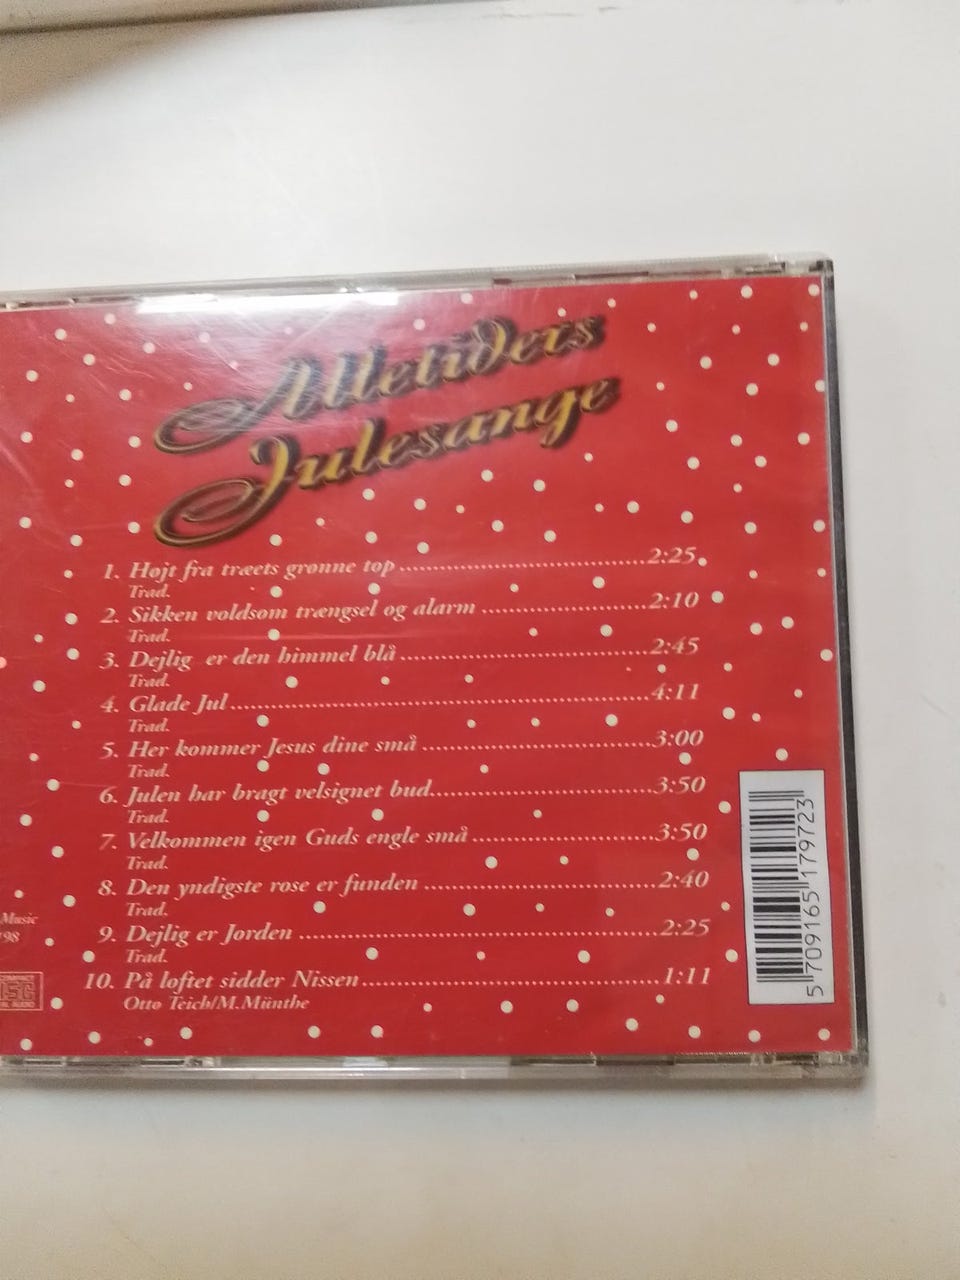 Alletiders
Julesange
1. Højt fra træets grønne top 2:25
Trad.
2. Sikken voldsom trængsel og alarm 2:10
Trad.
3. Dejlig er den himmel blå 2:45
Trad.
4. Glade Jul 4:11
Trad.
5. Her kommer Jesus dine små 3:00
Trad.
6. Julen har bragt velsignet bud 3:50
Trad.
7. Velkommen igen Guds engle små 3:50
Trad.
8. Den yndigste rose er funden 2:40
Trad.
9. Dejlig er Jorden 2:25
Trad.
10. På loftet sidder Nissen 1:11
Otto Teich/M.Münthe
Music
98
COMPACT
DISC
AUDIO
5 709165 179723